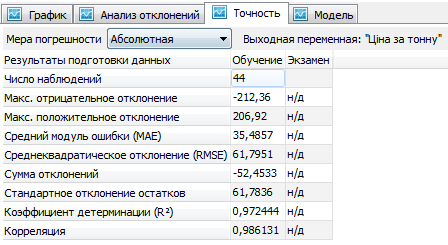 График Анализ отклонений Точность Модель
Мера погрешности Абсолютная Выходная переменная: "Ціна за тонну"
Результаты подготовки данных Обучение Экзамен
Число наблюдений 44
Макс. отрицательное отклонение -212,36 н/д
Макс. положительное отклонение 206,92 н/д
Средний модуль ошибки (MAE) 35,4857 н/д
Среднеквадратическое отклонение (RMSE) 61,7951 н/д
Сумма отклонений -52,4533 н/д
Стандартное отклонение остатков 61,7836 н/д
Коэффициент детерминации (R²) 0,972444 н/д
Корреляция 0,986131 н/д